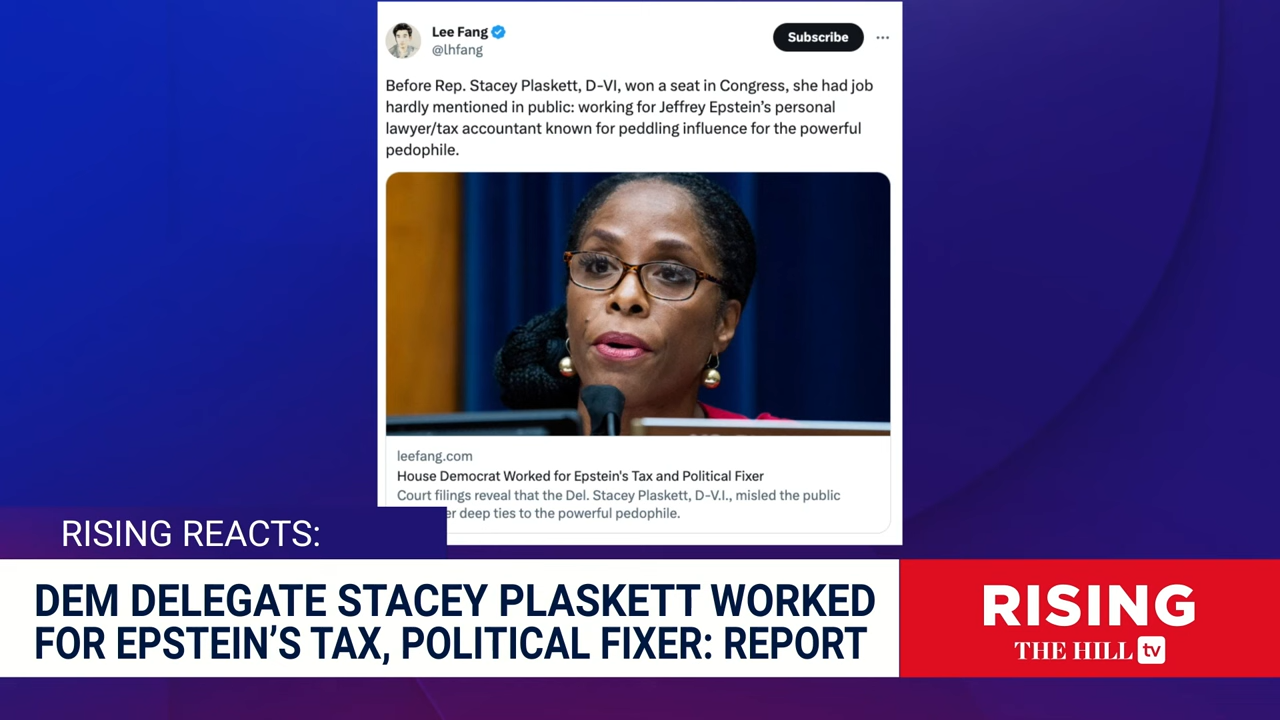 Lee Fang
@lhfang
Subscribe
Before Rep. Stacey Plaskett, D-VI, won a seat in Congress, she had job
hardly mentioned in public: working for Jeffrey Epstein's personal
lawyer/tax accountant known for peddling influence for the powerful
pedophile.
leefang.com
House Democrat Worked for Epstein's Tax and Political Fixer
Court filings reveal that the Del. Stacey Plaskett, D-V.I., misled the public
deep ties to the powerful pedophile.
RISING REACTS:
DEM DELEGATE STACEY PLASKETT WORKED
FOR EPSTEIN'S TAX, POLITICAL FIXER: REPORT
RISING
THE HILL tv